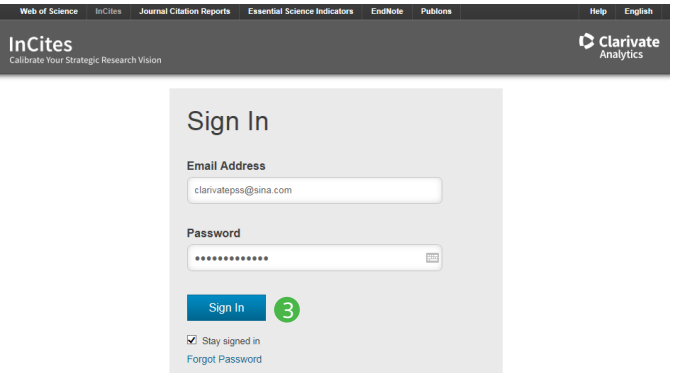 Web of Science InCites Journal Citation Reports Essential Science Indicators EndNote Publons Help English
InCites
Calibrate Your Strategic Research Vision
Clarivate
Analytics
Sign In
Email Address
clarivatepss@sina.com
Password
•••••••••••••
Sign In 3
Stay signed in
Forgot Password